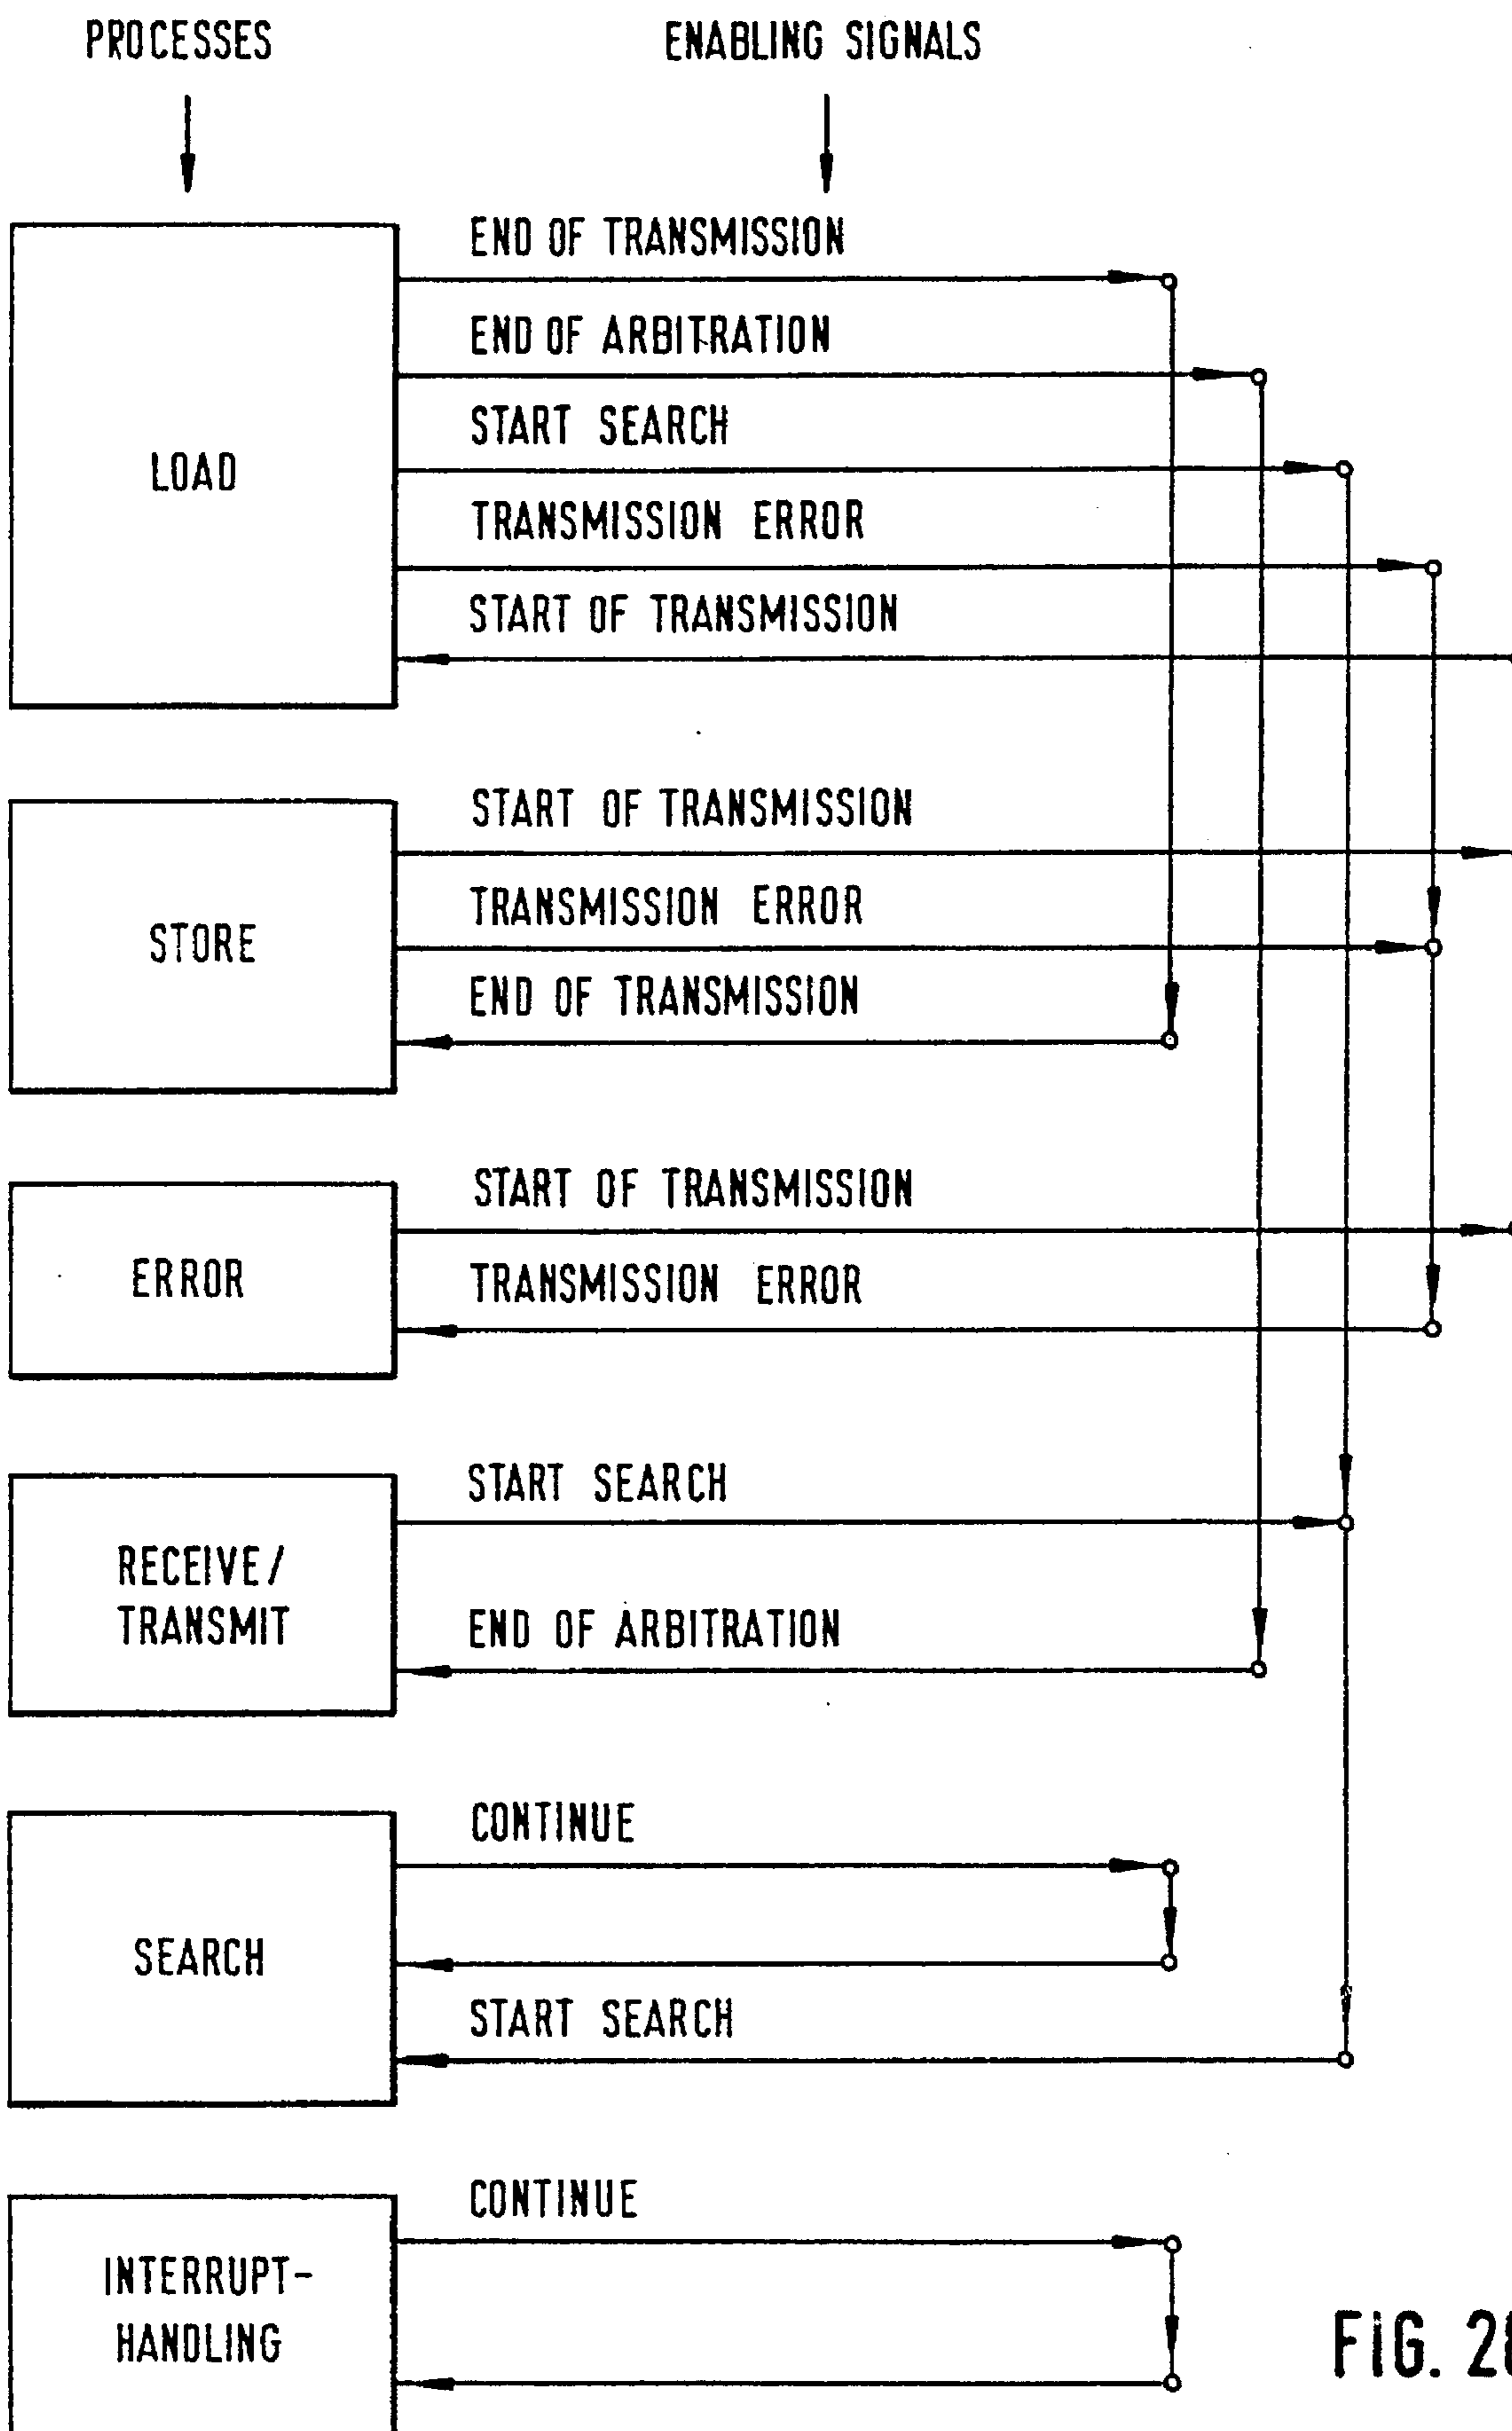 PROCESSES
ENABLING SIGNALS
LOAD
END OF TRANSMISSION
END OF ARBITRATION
START SEARCH
TRANSMISSION ERROR
START OF TRANSMISSION
STORE
START OF TRANSMISSION
TRANSMISSION ERROR
END OF TRANSMISSION
ERROR
START OF TRANSMISSION
TRANSMISSION ERROR
RECEIVE/
TRANSMIT
START SEARCH
END OF ARBITRATION
SEARCH
CONTINUE
START SEARCH
INTERRUPT-
HANDLING
CONTINUE
FIG.